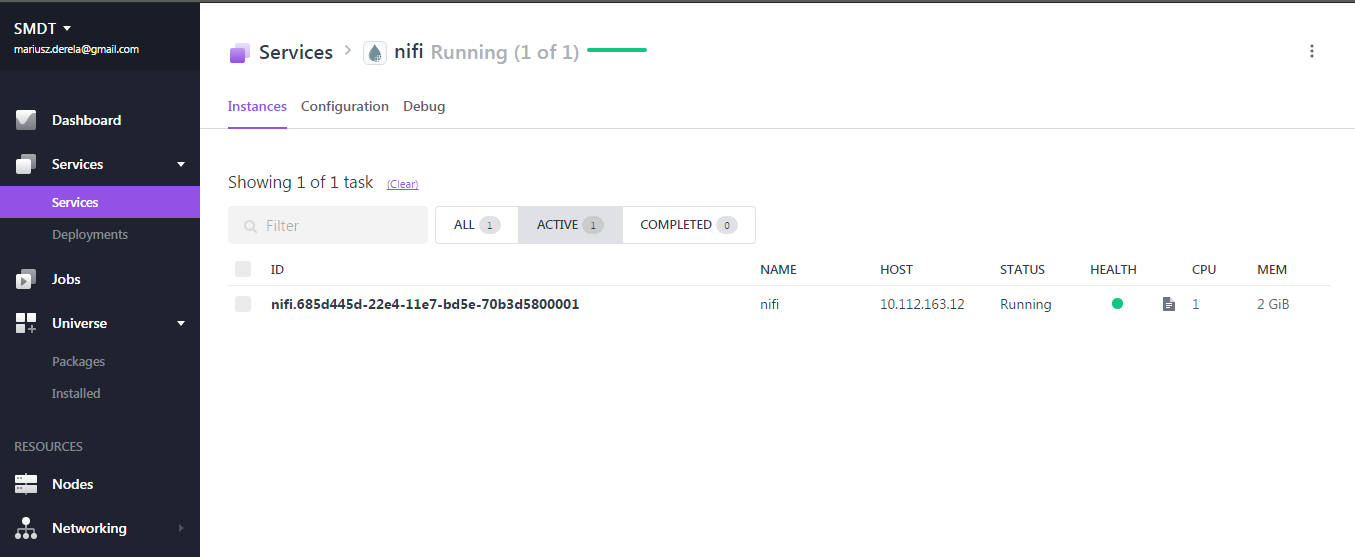 SMDT
mariusz.derela@gmail.com
Dashboard
Services
Services
Deployments
Jobs
Universe
Packages
Installed
RESOURCES
Nodes
Networking
Services > nifi Running (1 of 1)
Instances Configuration Debug
Showing 1 of 1 task (Clear)
Filter ALL 1 ACTIVE 1 COMPLETED 0
ID NAME HOST STATUS HEALTH CPU MEM
nifi.685d445d-22e4-11e7-bd5e-70b3d5800001 nifi 10.112.163.12 Running 1 2 GiB